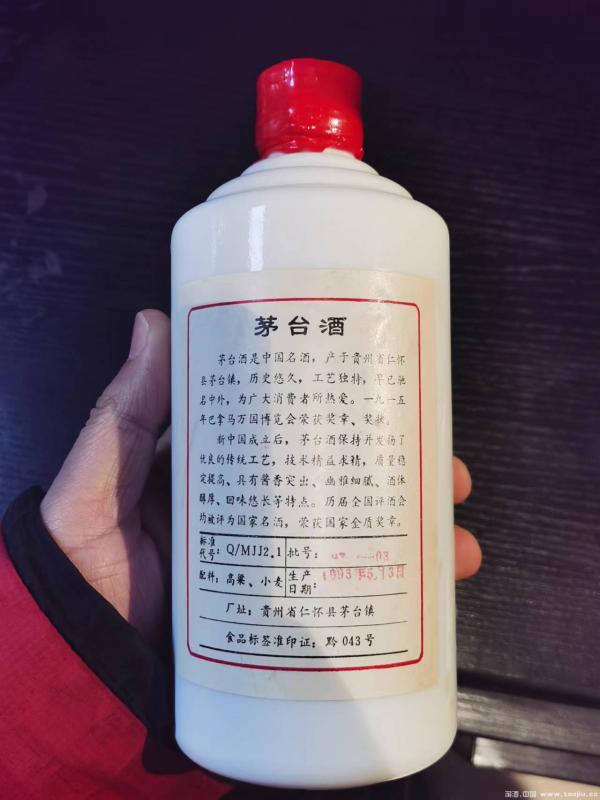 茅台酒
茅台酒是中国名酒，产于贵州省仁怀
县茅台镇，历史悠久，工艺独特，早已驰
名中外，为广大消费者所热爱。一九一五
年巴拿马万国博览会荣获奖章、奖状。
新中国成立后，茅台酒保持并发扬了
优良的传统工艺，技术精益求精，质量稳
定提高、具有酱香突出、幽雅细腻、酒体
醇厚、回味悠长等特点。历届全国评酒会
均被评为国家名酒，荣获国家金质奖章。
标准代号：Q/MJJ2.1 批号：
配料：高粱、小麦 生产日期：1993年5月13日
厂址：贵州省仁怀县茅台镇
食品标签准印证：黔 043 号
淘酒.中国 www.taojiu.cc